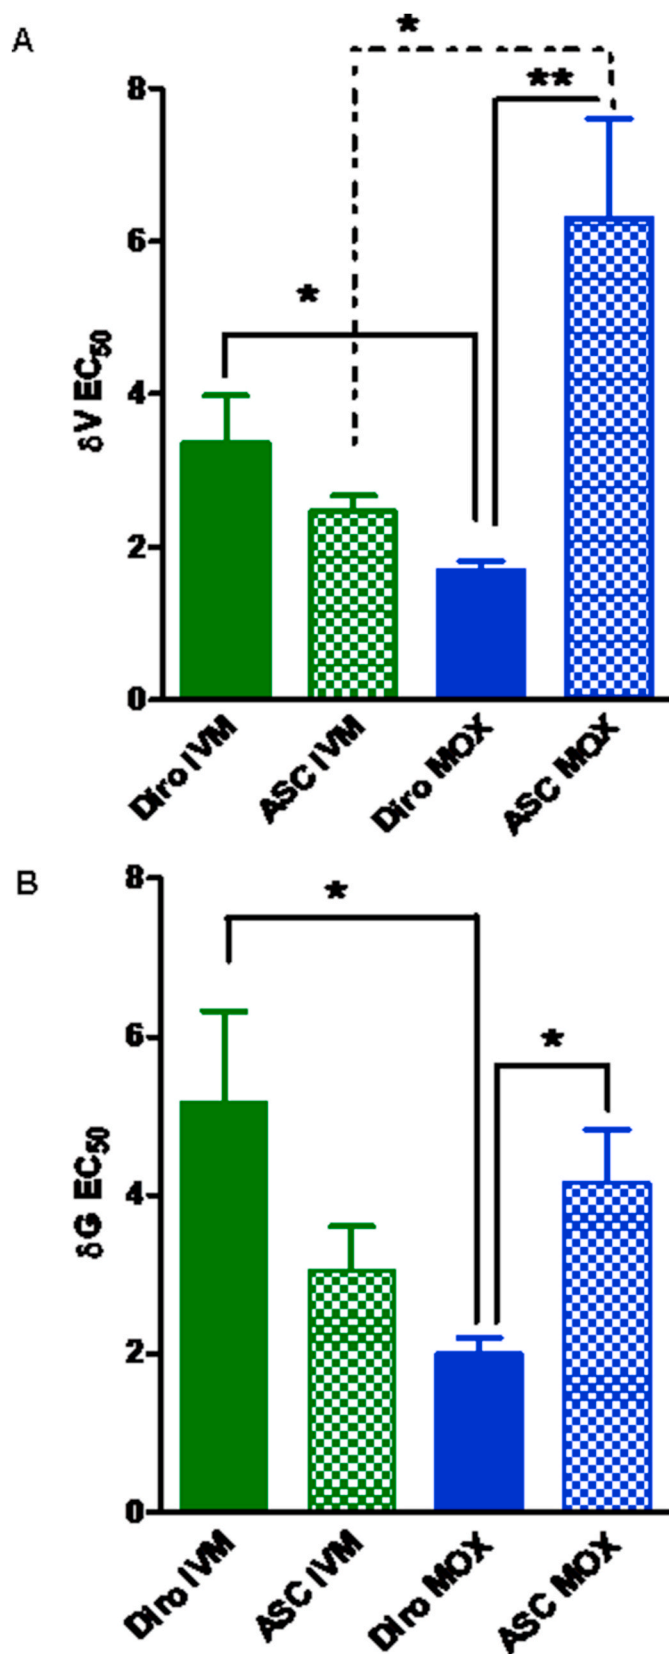 A
*
**
8
6
*
4
2
0
δV EC50
Diro IVM
ASC IVM
Diro MOX
ASC MOX
B
8
*
6
*
4
2
0
δG EC50
Diro IVM
ASC IVM
Diro MOX
ASC MOX